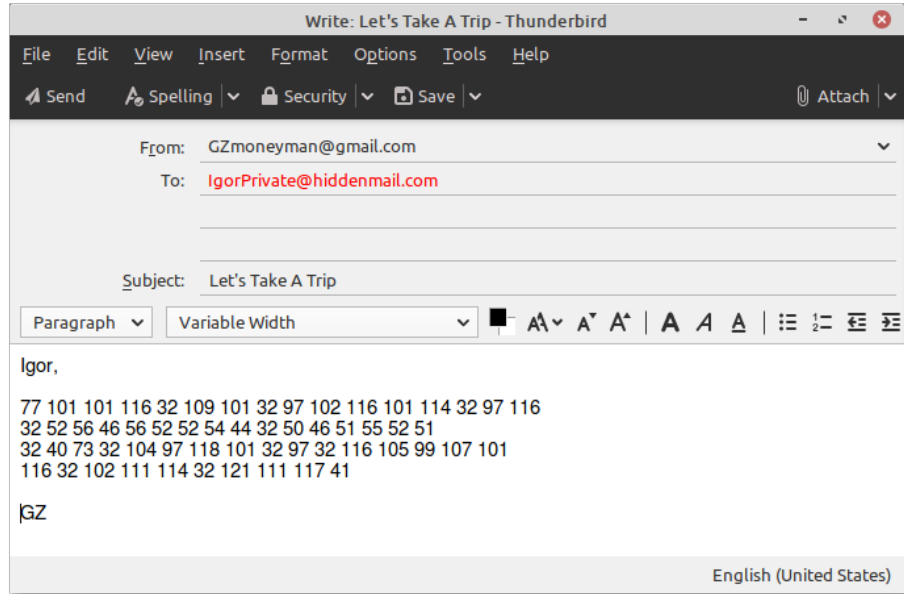 Write: Let's Take A Trip - Thunderbird
File Edit View Insert Format Options Tools Help
Send Spelling Security Save Attach
From: GZmoneyman@gmail.com
To: IgorPrivate@hiddenmail.com
Subject: Let's Take A Trip
Paragraph Variable Width
Igor,
77 101 101 116 32 109 101 32 97 102 116 101 114 32 97 116
32 52 56 46 56 52 52 54 44 32 50 46 51 55 52 51
32 40 73 32 104 97 118 101 32 97 32 116 105 99 107 101
116 32 102 111 114 32 121 111 117 41
GZ
English (United States)